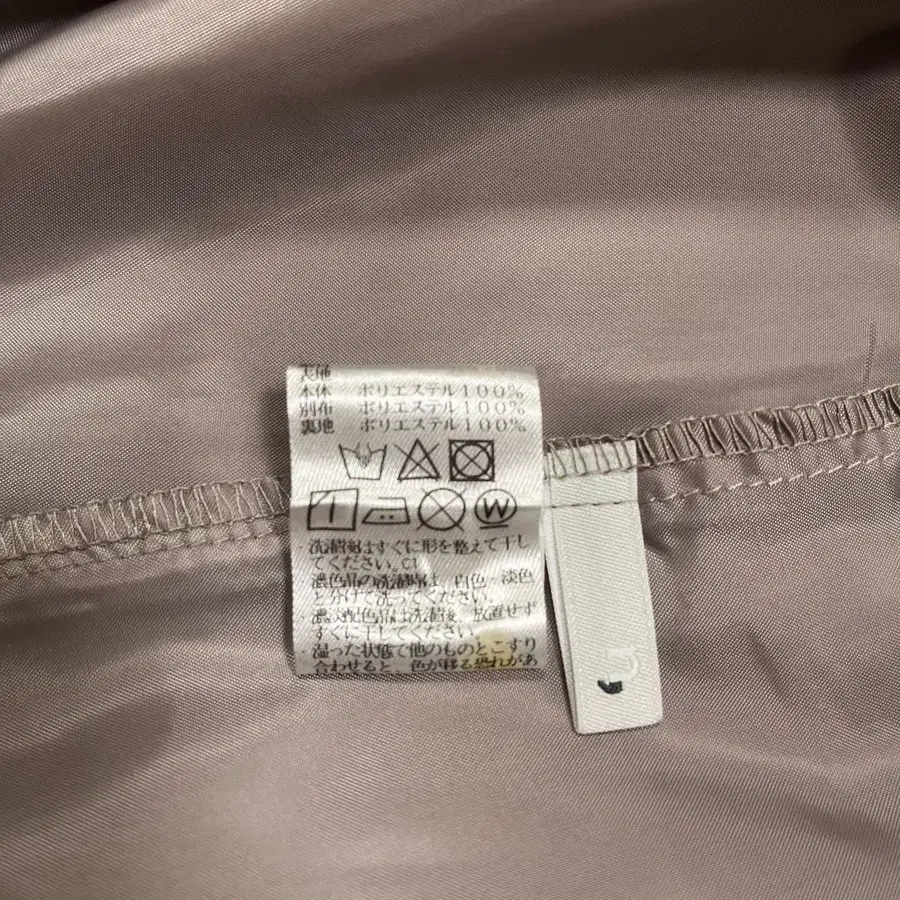 表地
本体 ポリエステル100%
別布 ポリエステル100%
裏地 ポリエステル100%
W
・洗濯後はすぐに形を整えて干し
てください。C1
・濃色品の洗濯時は、白色・淡色
と分けて洗ってください。
・濃淡配色品は洗濯後、放置せず
すぐに干してください。
・湿った状態で他のものとこすり
合わせると、色が移る恐れがあ